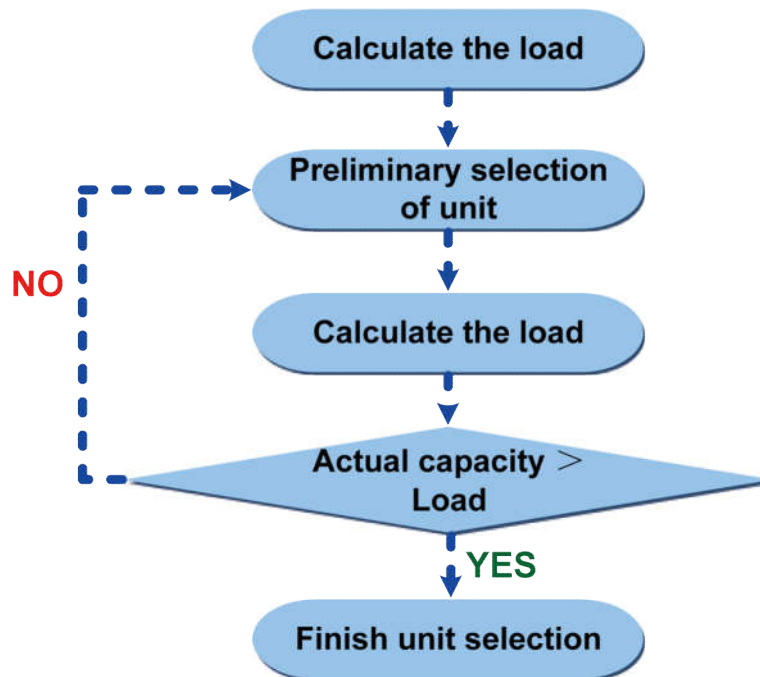 Calculate the load
Preliminary selection
of unit
NO
Calculate the load
Actual capacity ＞
Load
YES
Finish unit selection